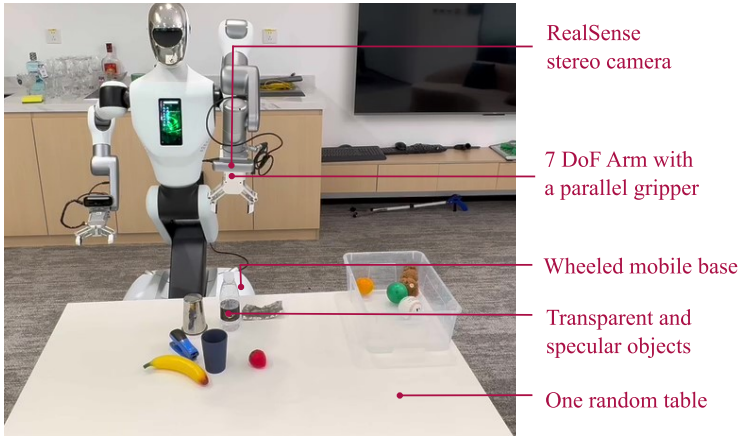 RealSense
stereo camera
7 DoF Arm with
a parallel gripper
Wheeled mobile base
Transparent and
specular objects
One random table